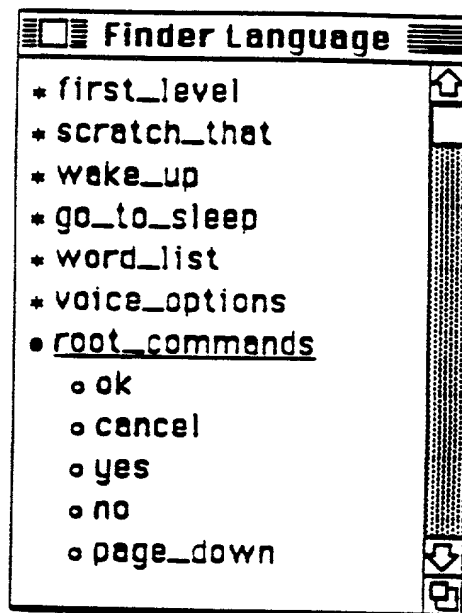 Finder Language
* first_level
* scratch_that
* wake_up
* go_to_sleep
* word_list
* voice_options
• root_commands
o ok
o cancel
o yes
o no
o page_down